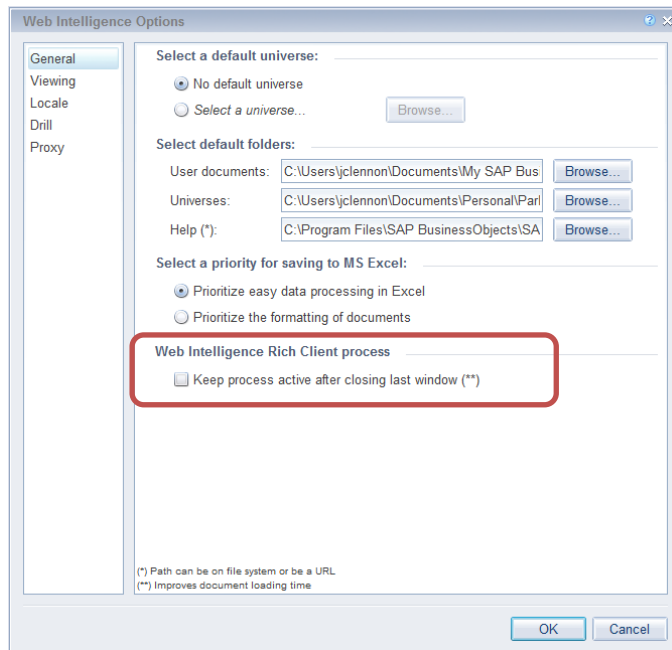 Web Intelligence Options
General
Viewing
Locale
Drill
Proxy
Select a default universe:
No default universe
Select a universe... Browse...
Select default folders:
User documents: C:\Users\jclennon\Documents\My SAP Bus Browse...
Universes: C:\Users\jclennon\Documents\Personal\Parl Browse...
Help (*): C:\Program Files\SAP BusinessObjects\SA Browse...
Select a priority for saving to MS Excel:
Prioritize easy data processing in Excel
Prioritize the formatting of documents
Web Intelligence Rich Client process
Keep process active after closing last window (**)
(*) Path can be on file system or be a URL
(**) Improves document loading time
OK Cancel